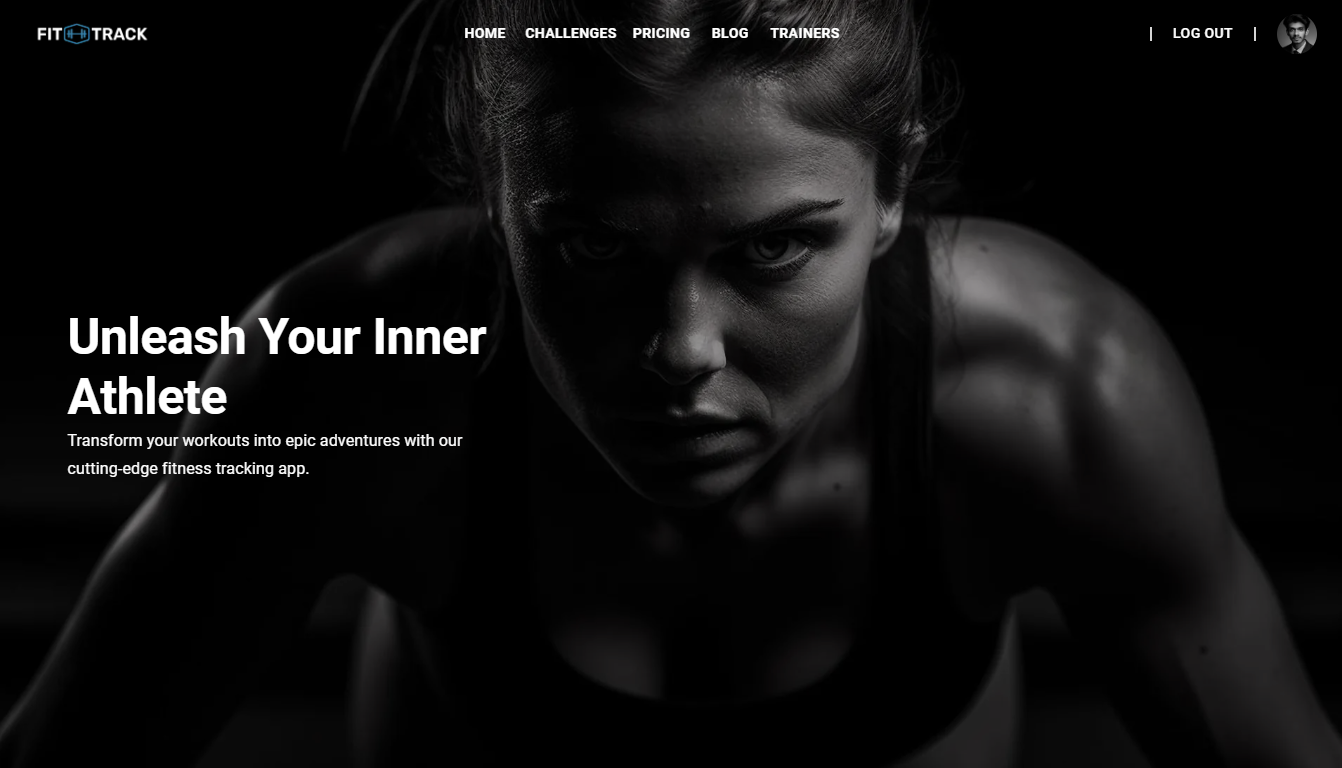 FIT TRACK
HOME CHALLENGES PRICING BLOG TRAINERS
| LOG OUT |
Unleash Your Inner
Athlete
Transform your workouts into epic adventures with our
cutting-edge fitness tracking app.